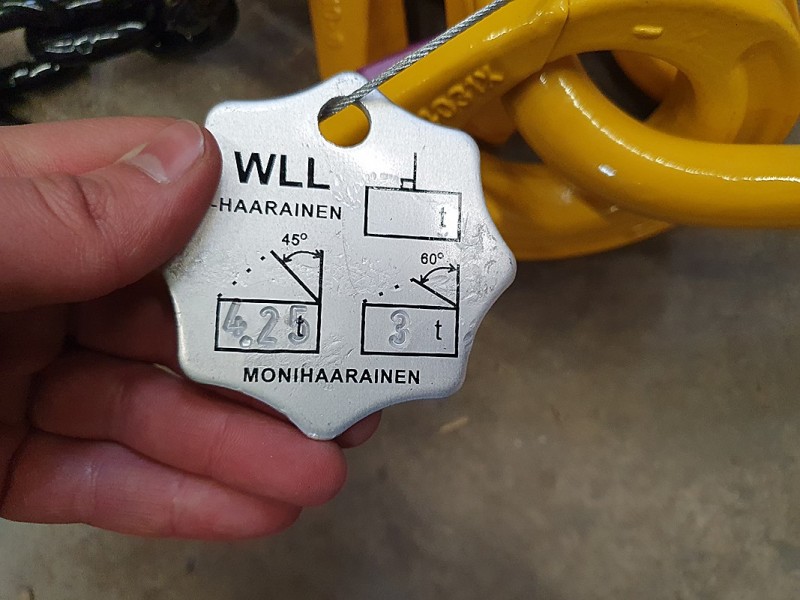 WLL
-HAARAINEN
t
45°
60°
4.25 t
3 t
MONIHAARAINEN